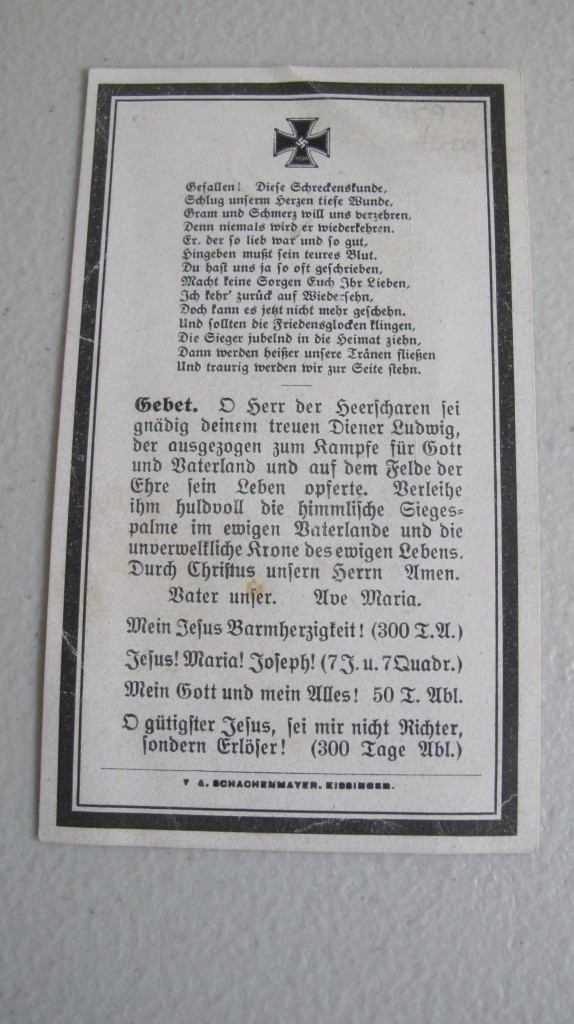 Gefallen! Diese Schreckenskunde,
Schlug unserm Herzen tiefe Wunde,
Gram und Schmerz will uns verzehren,
Denn niemals wird er wiederkehren.
Er, der so lieb war und so gut,
Hingeben mußt sein teures Blut.
Du hast uns ja so oft geschrieben,
Macht keine Sorgen Euch Ihr Lieben,
Ich kehr' zurück auf Wiedersehn,
Doch kann es jetzt nicht mehr geschehn.
Und sollten die Friedensglocken klingen,
Die Sieger jubelnd in die Heimat ziehn,
Dann werden heißer unsere Tränen fließen
Und traurig werden wir zur Seite stehn.
Gebet. O Herr der Heerscharen sei
gnädig deinem treuen Diener Ludwig,
der ausgezogen zum Kampfe für Gott
und Vaterland und auf dem Felde der
Ehre sein Leben opferte. Verleihe
ihm huldvoll die himmlische Sieges-
palme im ewigen Vaterlande und die
unverwelkliche Krone des ewigen Lebens.
Durch Christus unsern Herrn Amen.
Vater unser. Ave Maria.
Mein Jesus Barmherzigkeit! (300 T.A.)
Jesus! Maria! Joseph! (7 J. u. 7 Quadr.)
Mein Gott und mein Alles! 50 T. Abl.
O gütigster Jesus, sei mir nicht Richter,
sondern Erlöser! (300 Tage Abl.)
A. SCHACHENMAYER, KISSINGEN.